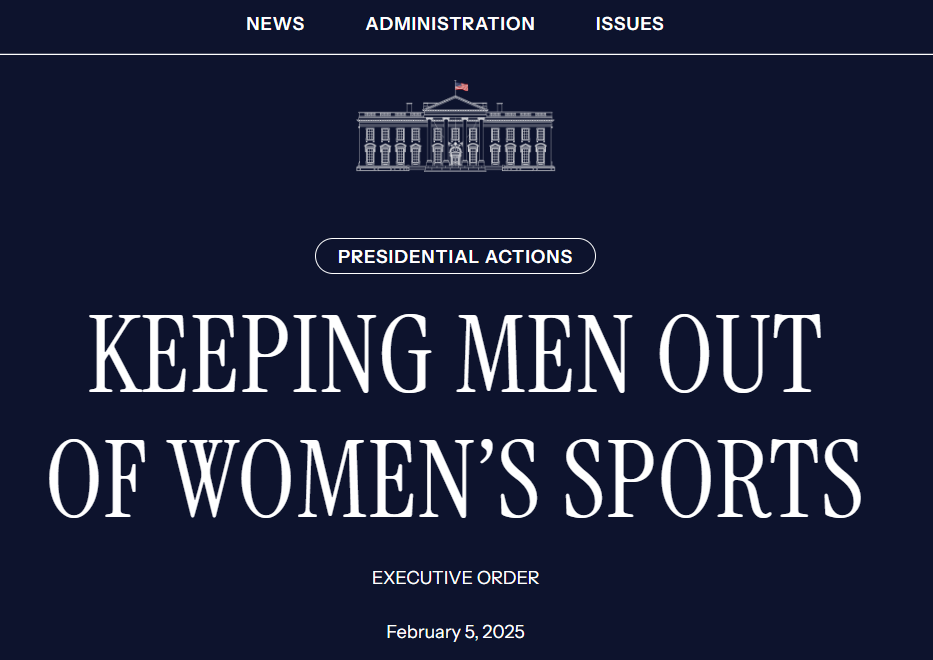 NEWS ADMINISTRATION ISSUES
PRESIDENTIAL ACTIONS
KEEPING MEN OUT
OF WOMEN’S SPORTS
EXECUTIVE ORDER
February 5, 2025